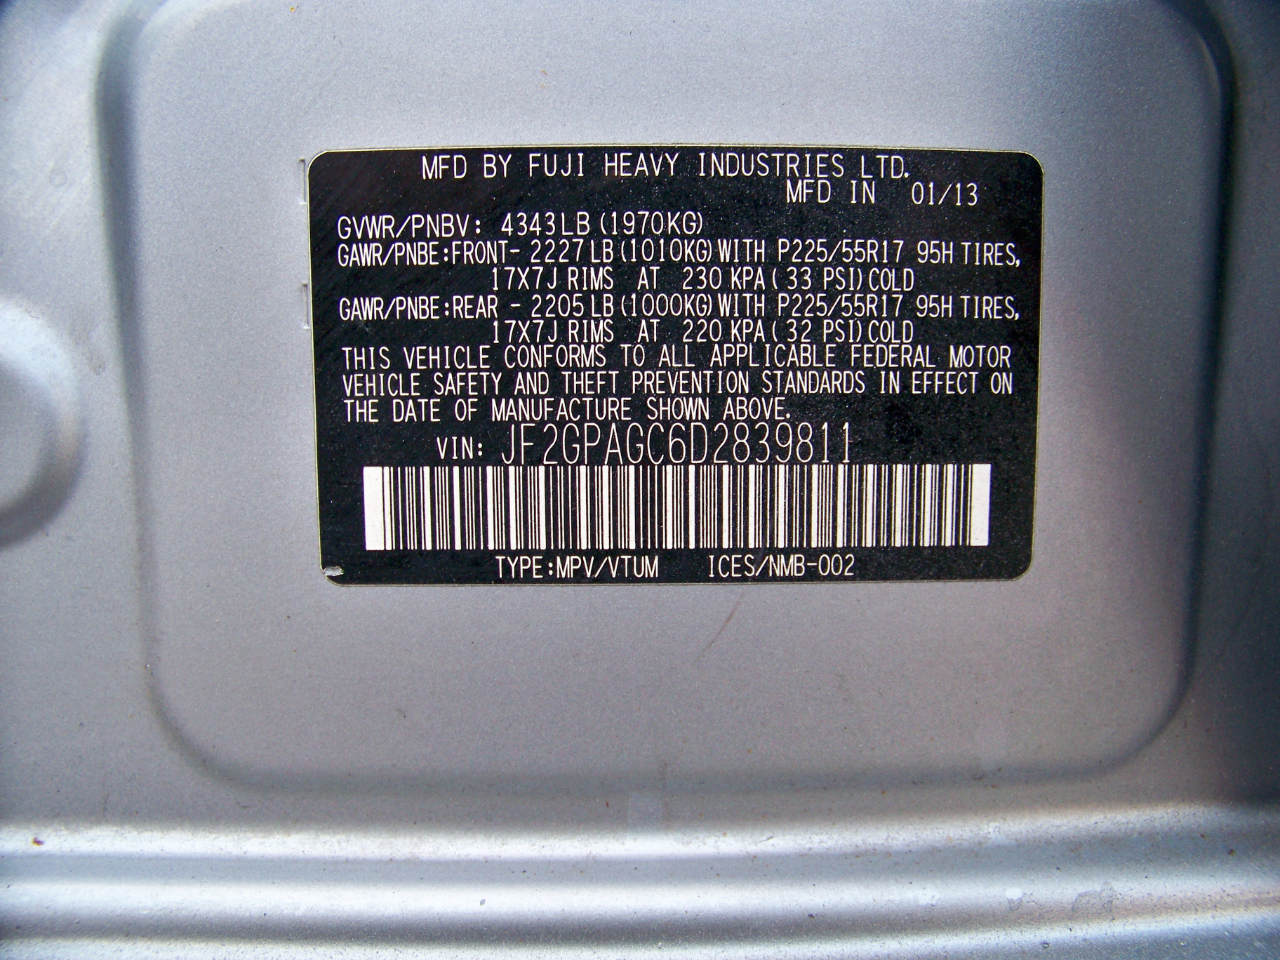 MFD BY FUJI HEAVY INDUSTRIES LTD.
MFD IN 01/13
GVWR/PNBV: 4343LB(1970KG)
GAWR/PNBE:FRONT-2227LB(1010KG)WITH P225/55R17 95H TIRES,
17X7J RIMS AT 230 KPA(33 PSI)COLD
GAWR/PNBE:REAR -2205LB(1000KG)WITH P225/55R17 95H TIRES,
17X7J RIMS AT 220 KPA(32 PSI)COLD
THIS VEHICLE CONFORMS TO ALL APPLICABLE FEDERAL MOTOR
VEHICLE SAFETY AND THEFT PREVENTION STANDARDS IN EFFECT ON
THE DATE OF MANUFACTURE SHOWN ABOVE.
VIN: JF2GPAGC6D2839811
TYPE:MPV/VTUM ICES/NMB-002